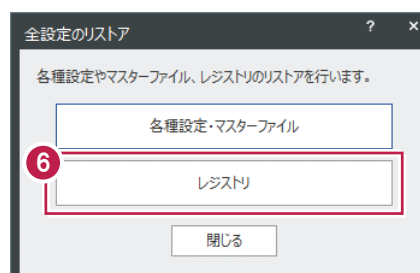 全設定のリストア
? ×
各種設定やマスターファイル、レジストリのリストアを行います。
各種設定・マスターファイル
6
レジストリ
閉じる